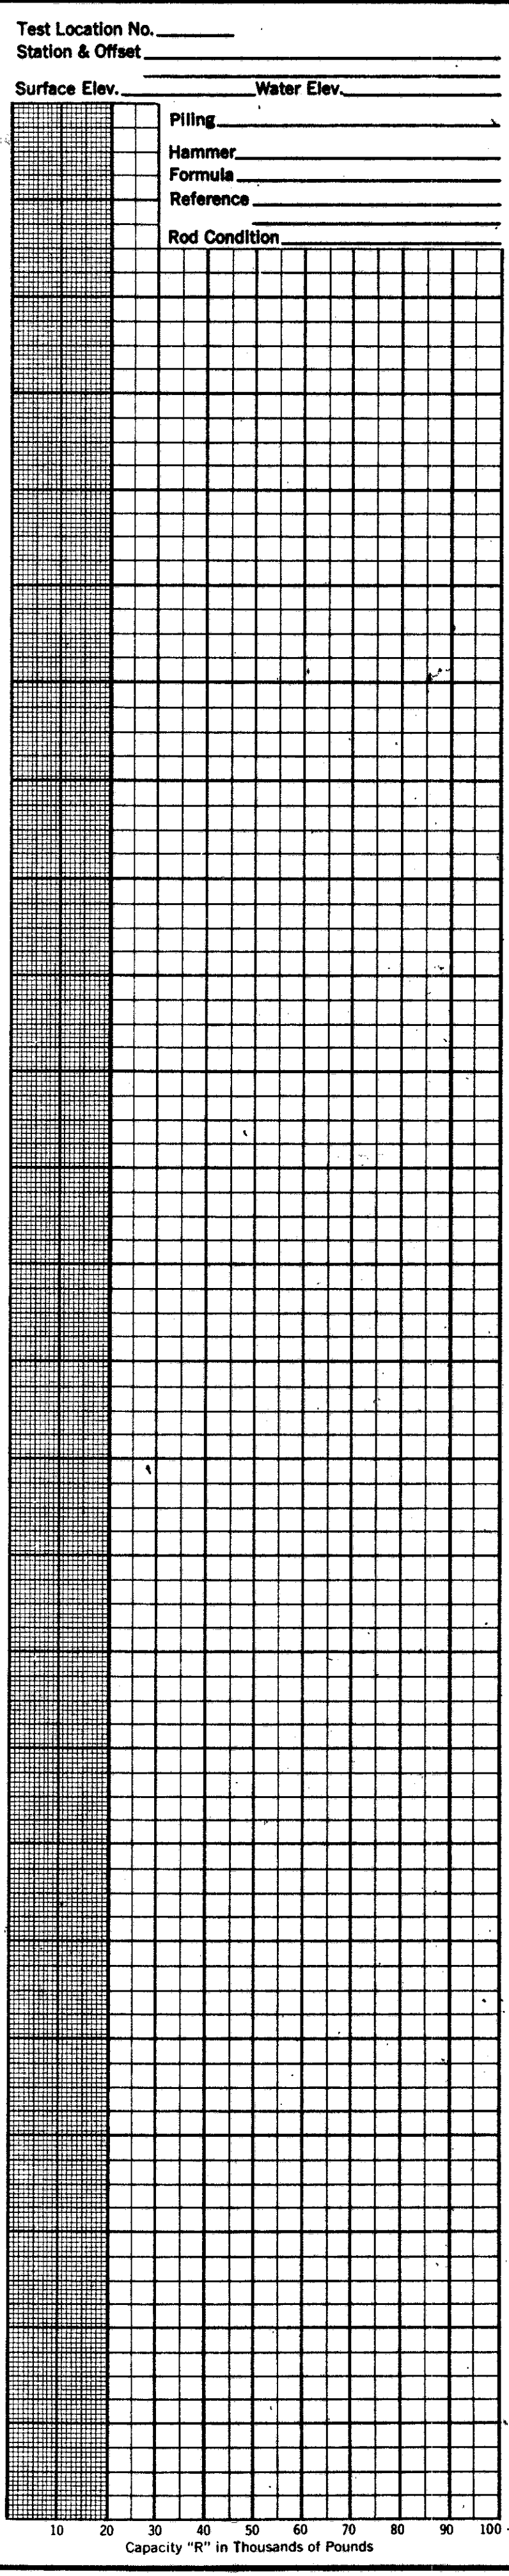 Test Location No.
Station & Offset
Surface Elev. Water Elev.
Piling
Hammer
Formula
Reference
Rod Condition
10 20 30 40 50 60 70 80 90 100
Capacity "R" in Thousands of Pounds